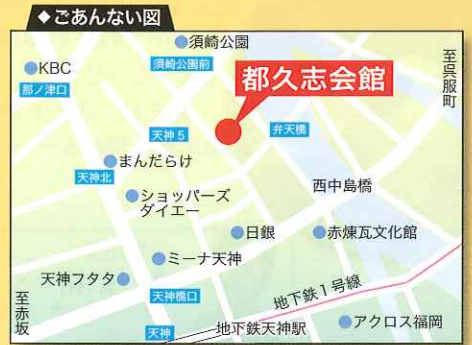 ◆ごあんない図
須崎公園
KBC
須崎公園前
至呉服町
那ノ津口
都久志会館
天神5
弁天橋
まんだらけ
天神北
西中島橋
ショッパーズ
ダイエー
日銀
赤煉瓦文化館
ミーナ天神
天神フタタ
天神橋口
地下鉄1号線
至赤坂
天神
地下鉄天神駅
アクロス福岡